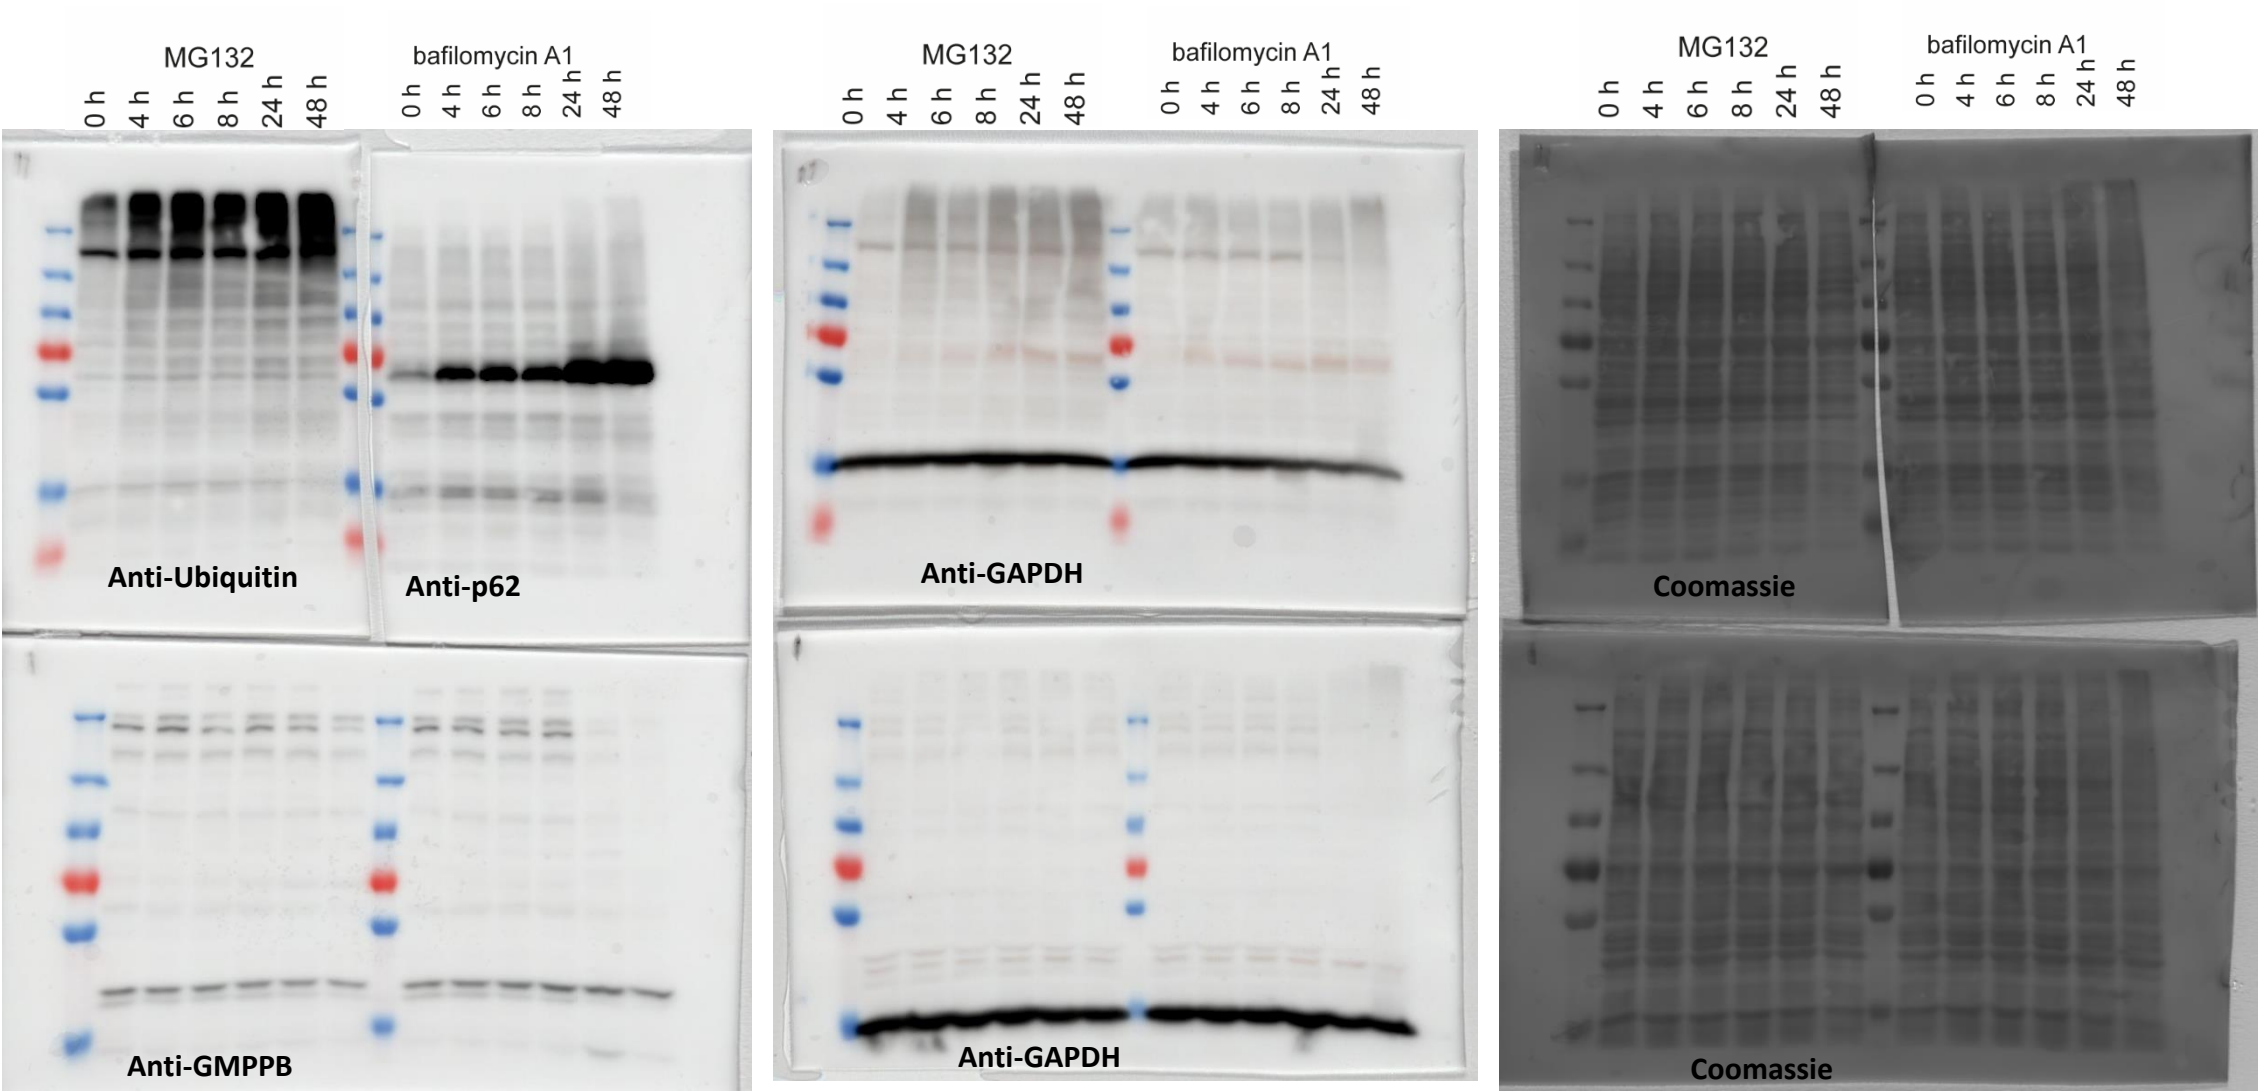 MG132
bafilomycin A1
0 h
4 h
6 h
8 h
24 h
48 h
0 h
4 h
6 h
8 h
24 h
48 h
Anti-Ubiquitin
Anti-p62
Anti-GMPPB
MG132
bafilomycin A1
0 h
4 h
6 h
8 h
24 h
48 h
0 h
4 h
6 h
8 h
24 h
48 h
Anti-GAPDH
Anti-GAPDH
MG132
bafilomycin A1
0 h
4 h
6 h
8 h
24 h
48 h
0 h
4 h
6 h
8 h
24 h
48 h
Coomassie
Coomassie